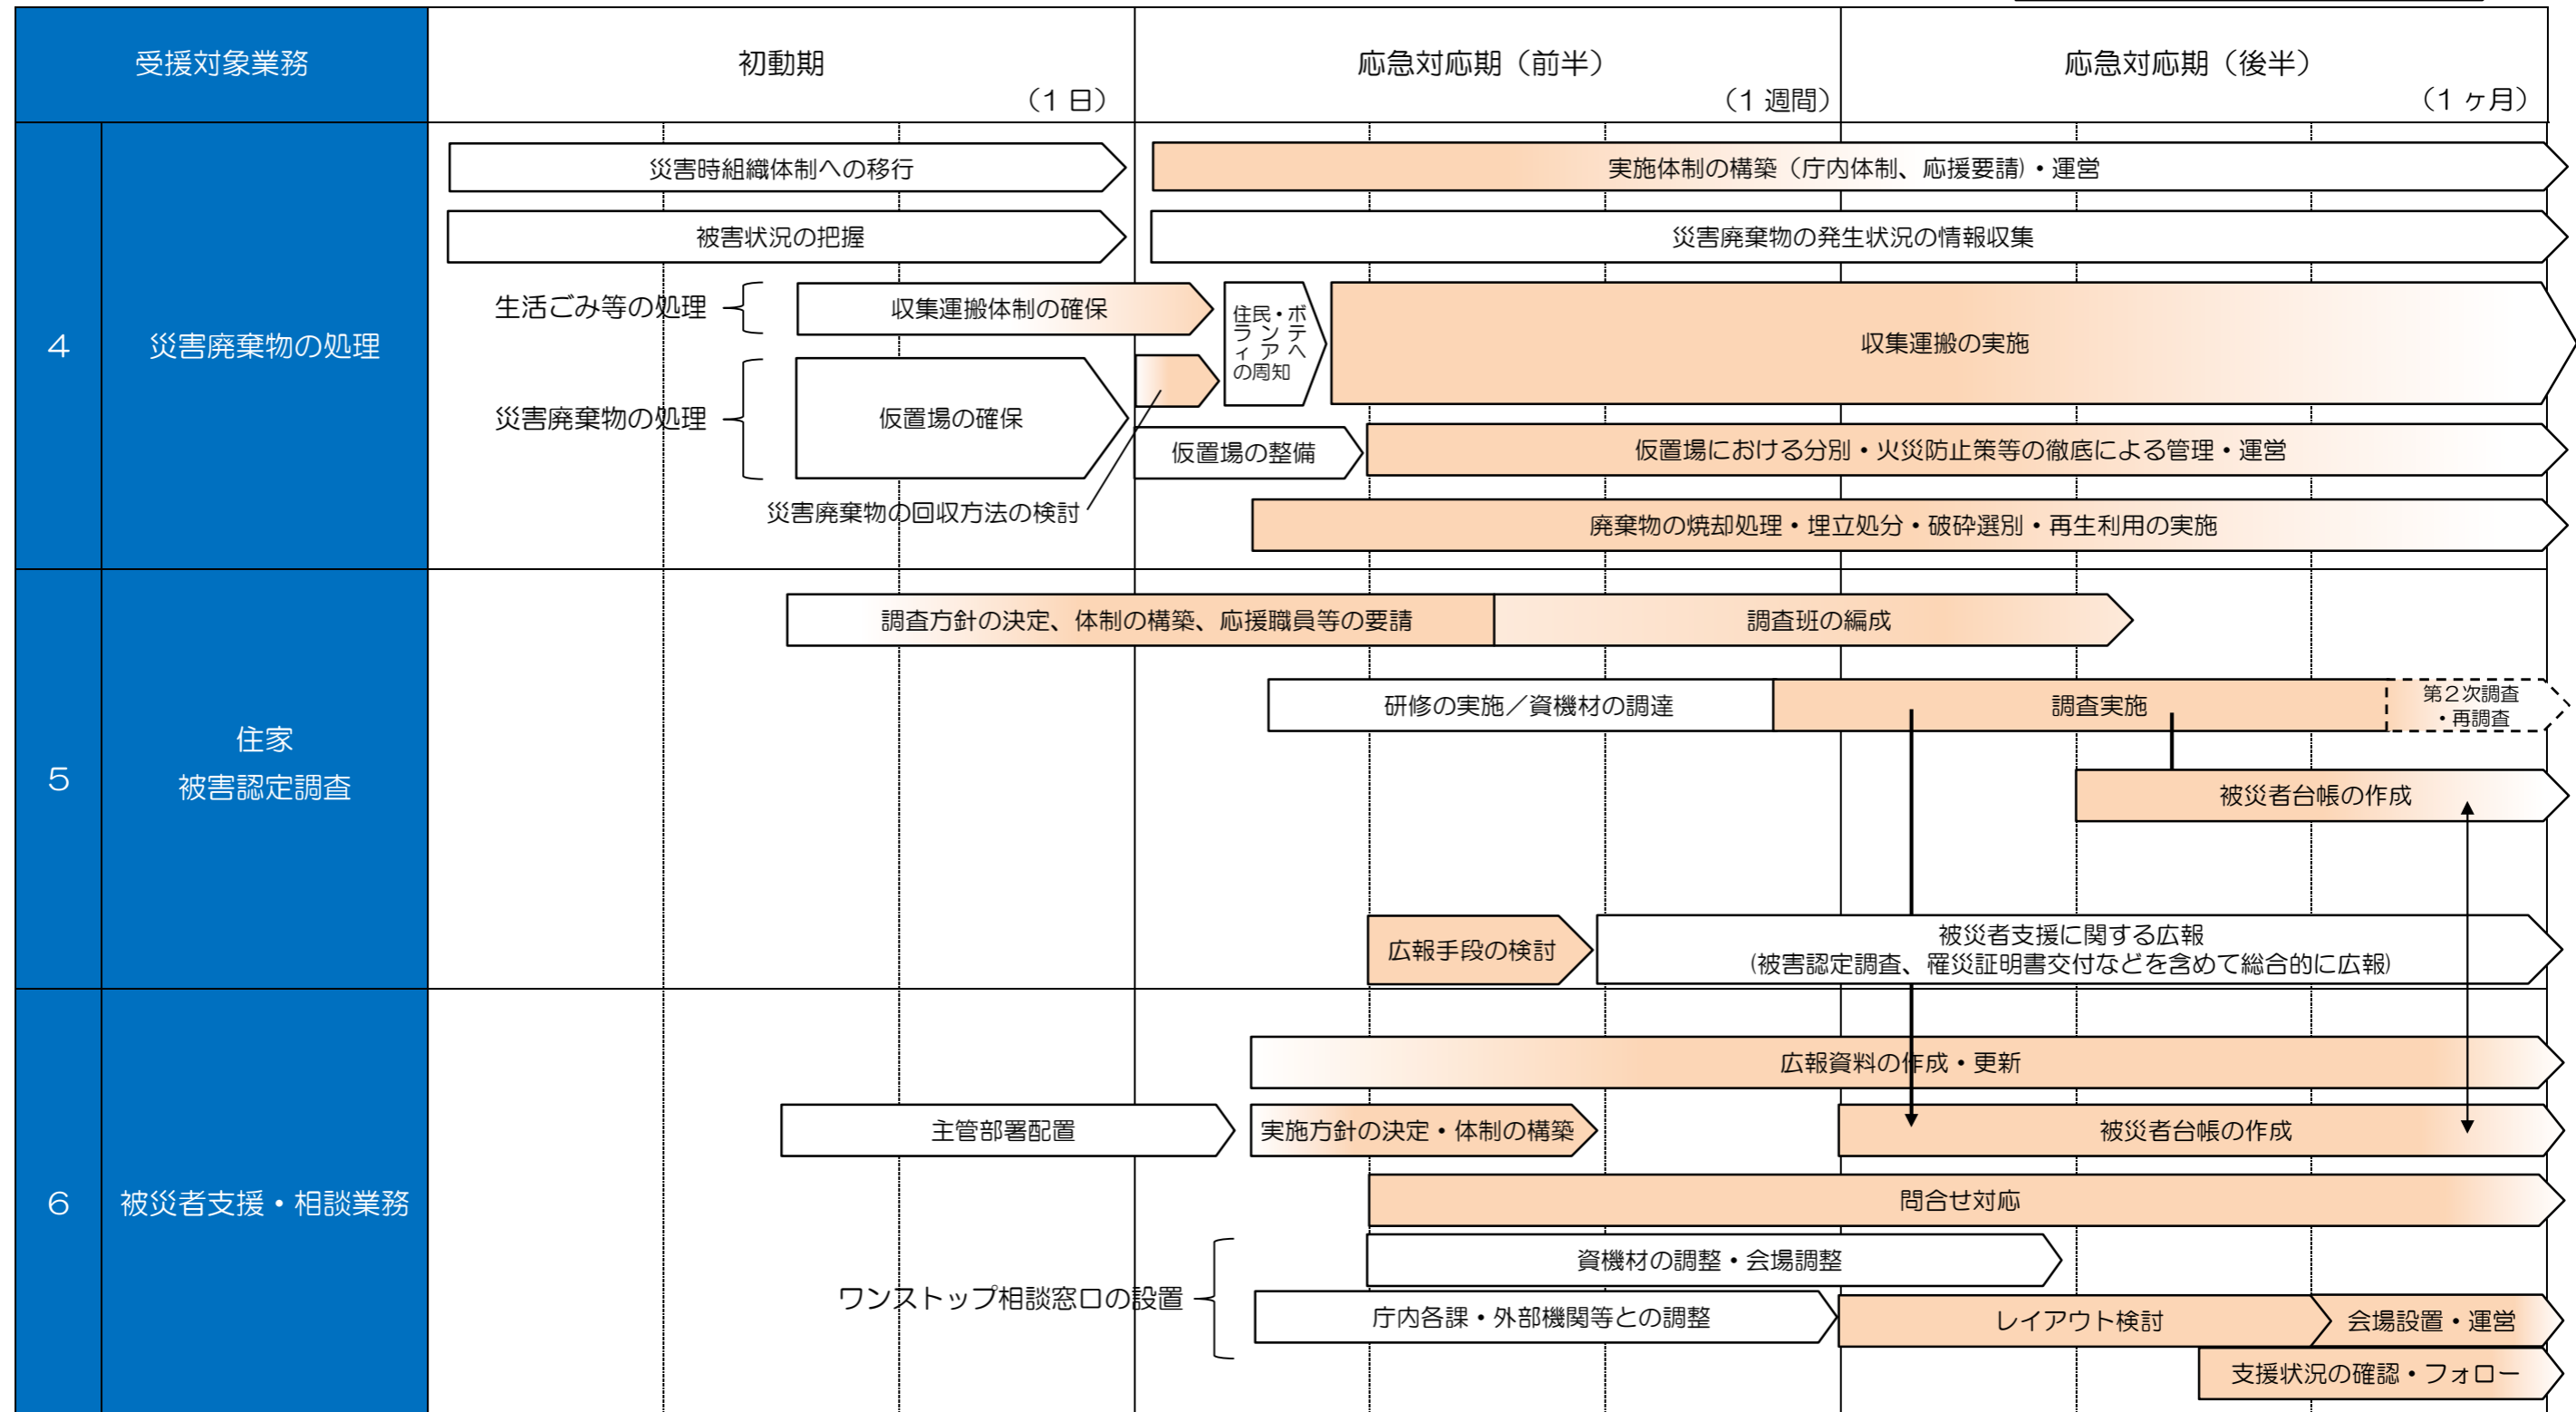 受援対象業務
初動期
(1 日)
応急対応期（前半）
(1 週間)
応急対応期（後半）
(1 ヶ月)
4
災害廃棄物の処理
災害時組織体制への移行
実施体制の構築（庁内体制、応援要請）・運営
被害状況の把握
災害廃棄物の発生状況の情報収集
生活ごみ等の処理
収集運搬体制の確保
住民・ボ
ランテ
ィアへ
の周知
収集運搬の実施
災害廃棄物の処理
仮置場の確保
仮置場の整備
仮置場における分別・火災防止策等の徹底による管理・運営
災害廃棄物の回収方法の検討
廃棄物の焼却処理・埋立処分・破砕選別・再生利用の実施
5
住家
被害認定調査
調査方針の決定、体制の構築、応援職員等の要請
調査班の編成
研修の実施／資機材の調達
調査実施
第２次調査
・再調査
被災者台帳の作成
広報手段の検討
被災者支援に関する広報
(被害認定調査、罹災証明書交付などを含めて総合的に広報)
6
被災者支援・相談業務
広報資料の作成・更新
主管部署配置
実施方針の決定・体制の構築
被災者台帳の作成
問合せ対応
ワンストップ相談窓口の設置
資機材の調整・会場調整
庁内各課・外部機関等との調整
レイアウト検討
会場設置・運営
支援状況の確認・フォロー